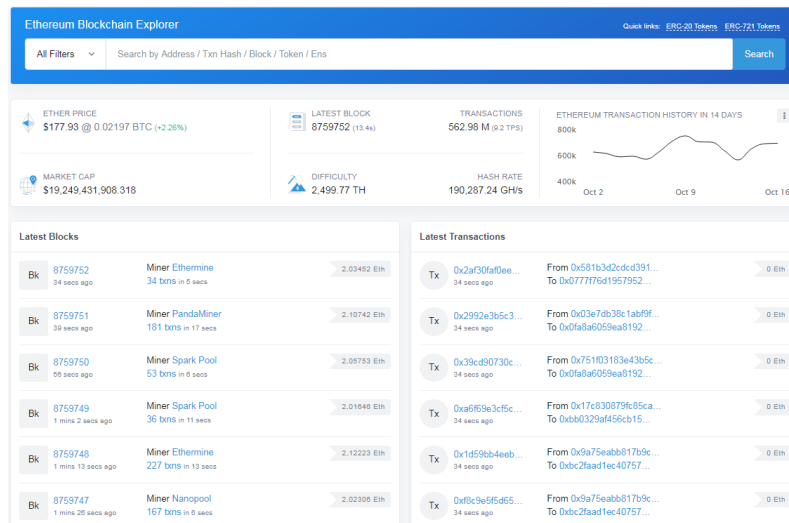 Ethereum Blockchain Explorer
Quick links: ERC-20 Tokens ERC-721 Tokens
All Filters Search by Address / Txn Hash / Block / Token / Ens Search
ETHER PRICE
$177.93 @ 0.02197 BTC (+2.26%)
MARKET CAP
$19,249,431,908.318
LATEST BLOCK
8759752 (13.4s)
TRANSACTIONS
562.98 M (9.2 TPS)
DIFFICULTY
2,499.77 TH
HASH RATE
190,287.24 GH/s
ETHEREUM TRANSACTION HISTORY IN 14 DAYS
800k
600k
400k
Oct 2 Oct 9 Oct 16
Latest Blocks
Bk 8759752 Miner Ethermine 2.03452 Eth
34 secs ago 34 txns in 5 secs
Bk 8759751 Miner PandaMiner 2.10742 Eth
39 secs ago 181 txns in 17 secs
Bk 8759750 Miner Spark Pool 2.05753 Eth
56 secs ago 53 txns in 6 secs
Bk 8759749 Miner Spark Pool 2.01646 Eth
1 mins 2 secs ago 36 txns in 11 secs
Bk 8759748 Miner Ethermine 2.12223 Eth
1 mins 13 secs ago 227 txns in 13 secs
Bk 8759747 Miner Nanopool 2.02306 Eth
1 mins 26 secs ago 167 txns in 6 secs
Latest Transactions
Tx 0x2af30faf0ee... From 0x581b3d2cdcd391... 0 Eth
34 secs ago To 0x0777f76d1957952...
Tx 0x2992e3b5c3... From 0x03e7db38c1abf9f... 0 Eth
34 secs ago To 0x0fa8a6059ea8192...
Tx 0x39cd90730c... From 0x751f03183e43b5c... 0 Eth
34 secs ago To 0x0fa8a6059ea8192...
Tx 0xa6f69e3cf5c... From 0x17c830879fc85ca... 0 Eth
34 secs ago To 0xbb0329af456cb15...
Tx 0x1d59bb4eeb... From 0x9a75eabb817b9c... 0 Eth
34 secs ago To 0xbc2faad1ec40757...
Tx 0xf8c9e5f5d65... From 0x9a75eabb817b9c... 0 Eth
34 secs ago To 0xbc2faad1ec40757...